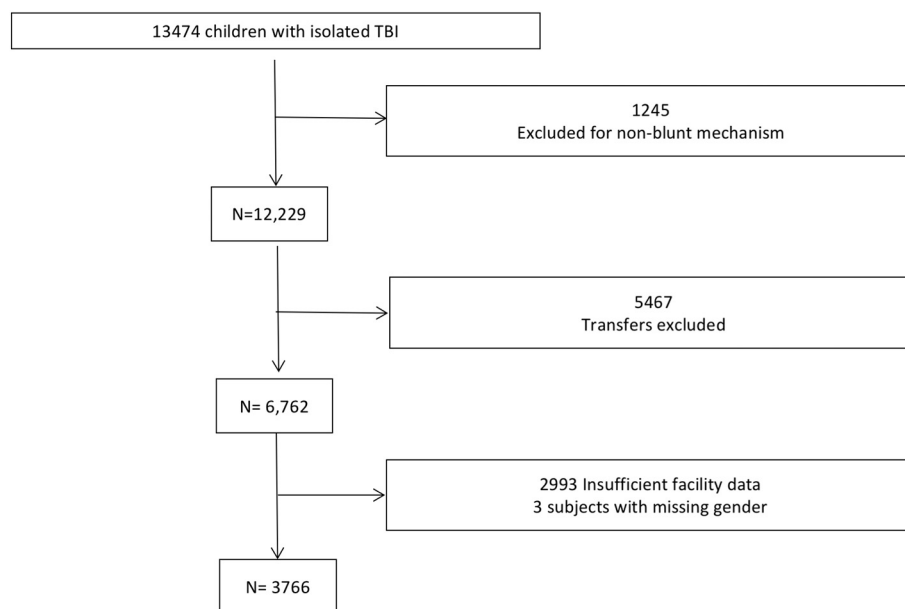 13474 children with isolated TBI
1245
Excluded for non-blunt mechanism
N=12,229
5467
Transfers excluded
N= 6,762
2993 Insufficient facility data
3 subjects with missing gender
N= 3766